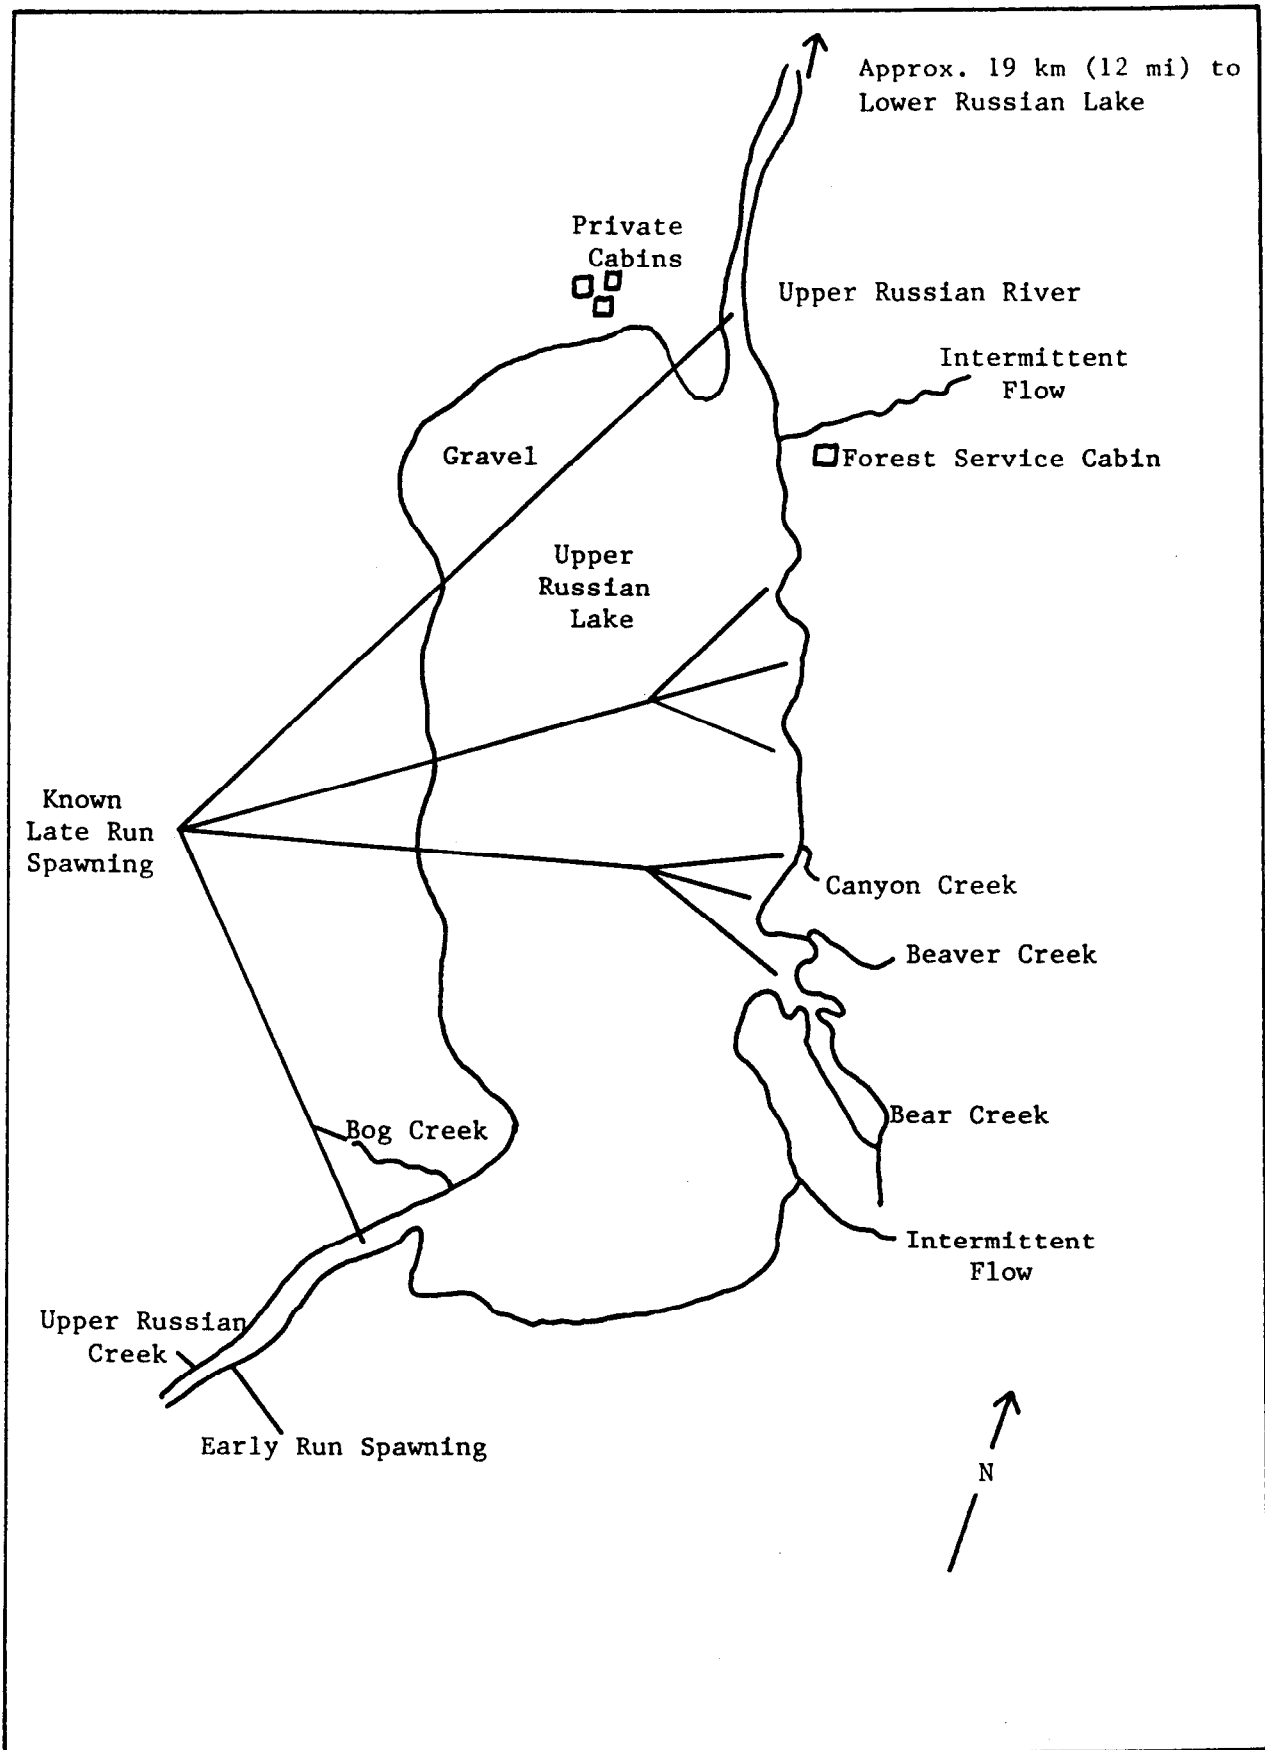 Approx. 19 km (12 mi) to
Lower Russian Lake
Private
Cabins
Upper Russian River
Intermittent
Flow
Gravel
Forest Service Cabin
Upper
Russian
Lake
Known
Late Run
Spawning
Canyon Creek
Beaver Creek
Bear Creek
Bog Creek
Intermittent
Flow
Upper Russian
Creek
Early Run Spawning
N